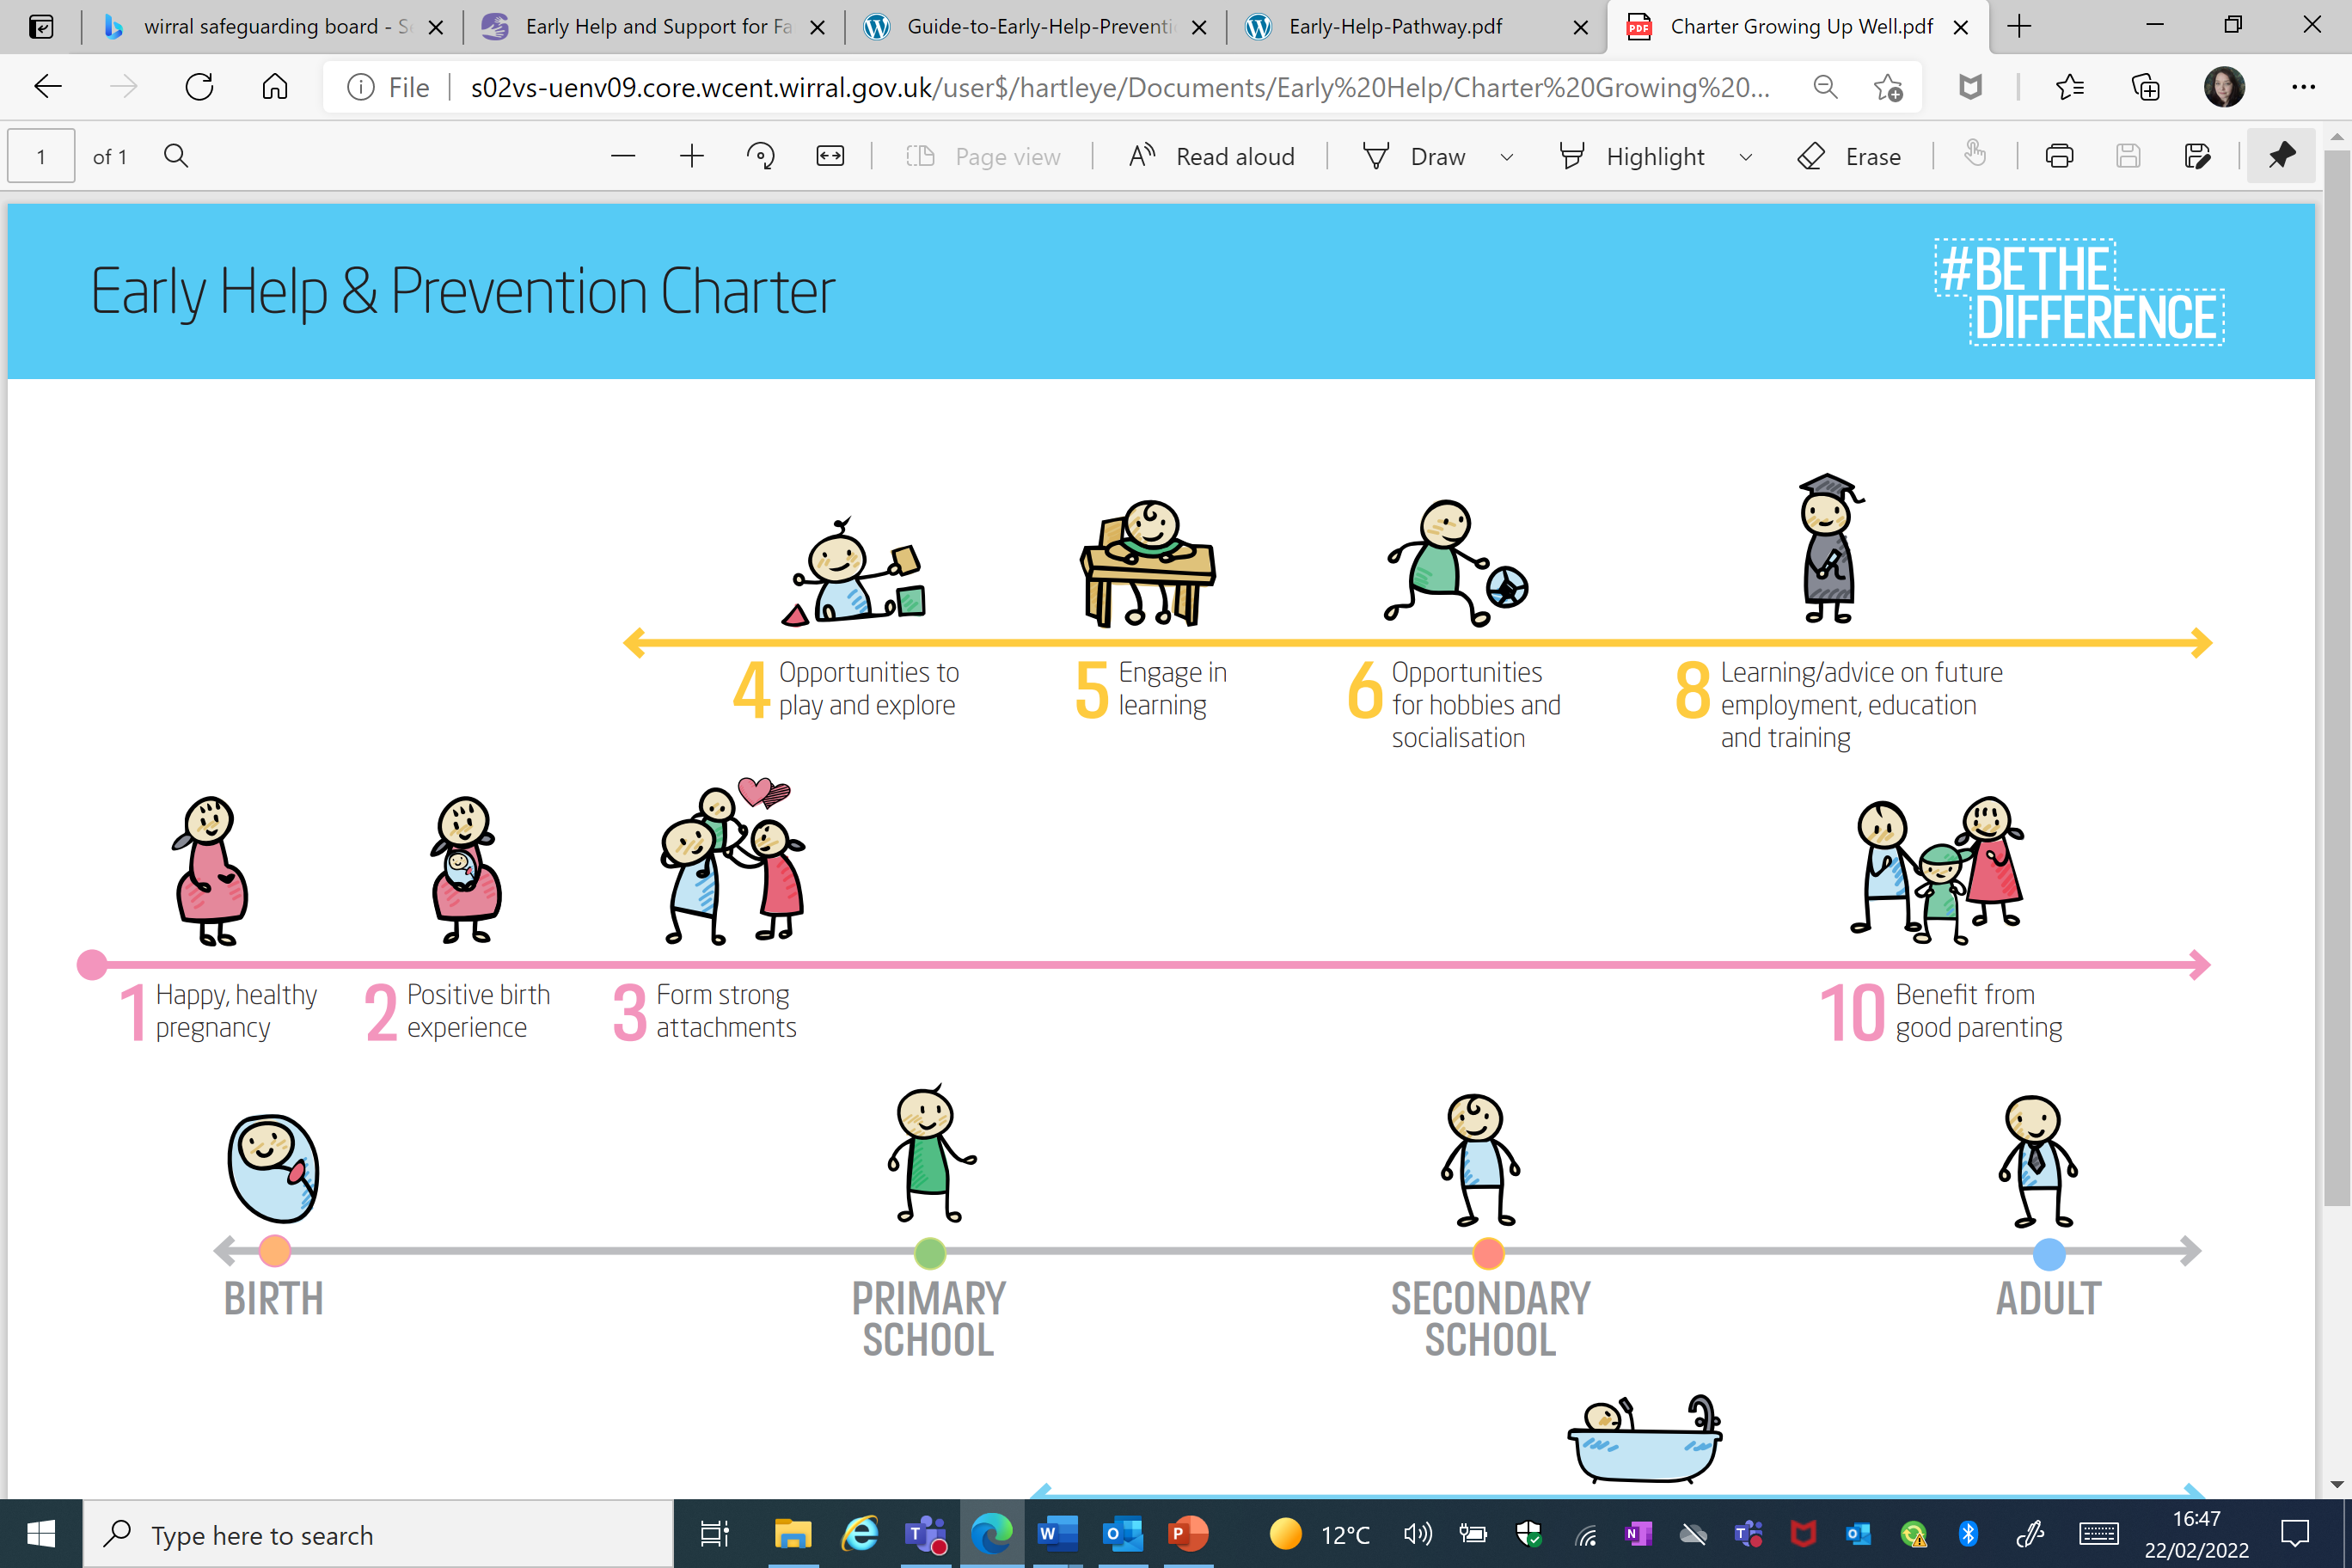 wirral safeguarding board - S
Early Help and Support for Fa
Guide-to-Early-Help-Preventi
Early-Help-Pathway.pdf
Charter Growing Up Well.pdf
File
s02vs-uenv09.core.wcent.wirral.gov.uk/user$/hartleye/Documents/Early%20Help/Charter%20Growing%20...
1 of 1
Page view
Read aloud
Draw
Highlight
Erase
Early Help & Prevention Charter
#BETHE
DIFFERENCE
4 Opportunities to
play and explore
5 Engage in
learning
6 Opportunities
for hobbies and
socialisation
8 Learning/advice on future
employment, education
and training
1 Happy, healthy
pregnancy
2 Positive birth
experience
3 Form strong
attachments
10 Benefit from
good parenting
BIRTH
PRIMARY
SCHOOL
SECONDARY
SCHOOL
ADULT
Type here to search
12°C
16:47
22/02/2022